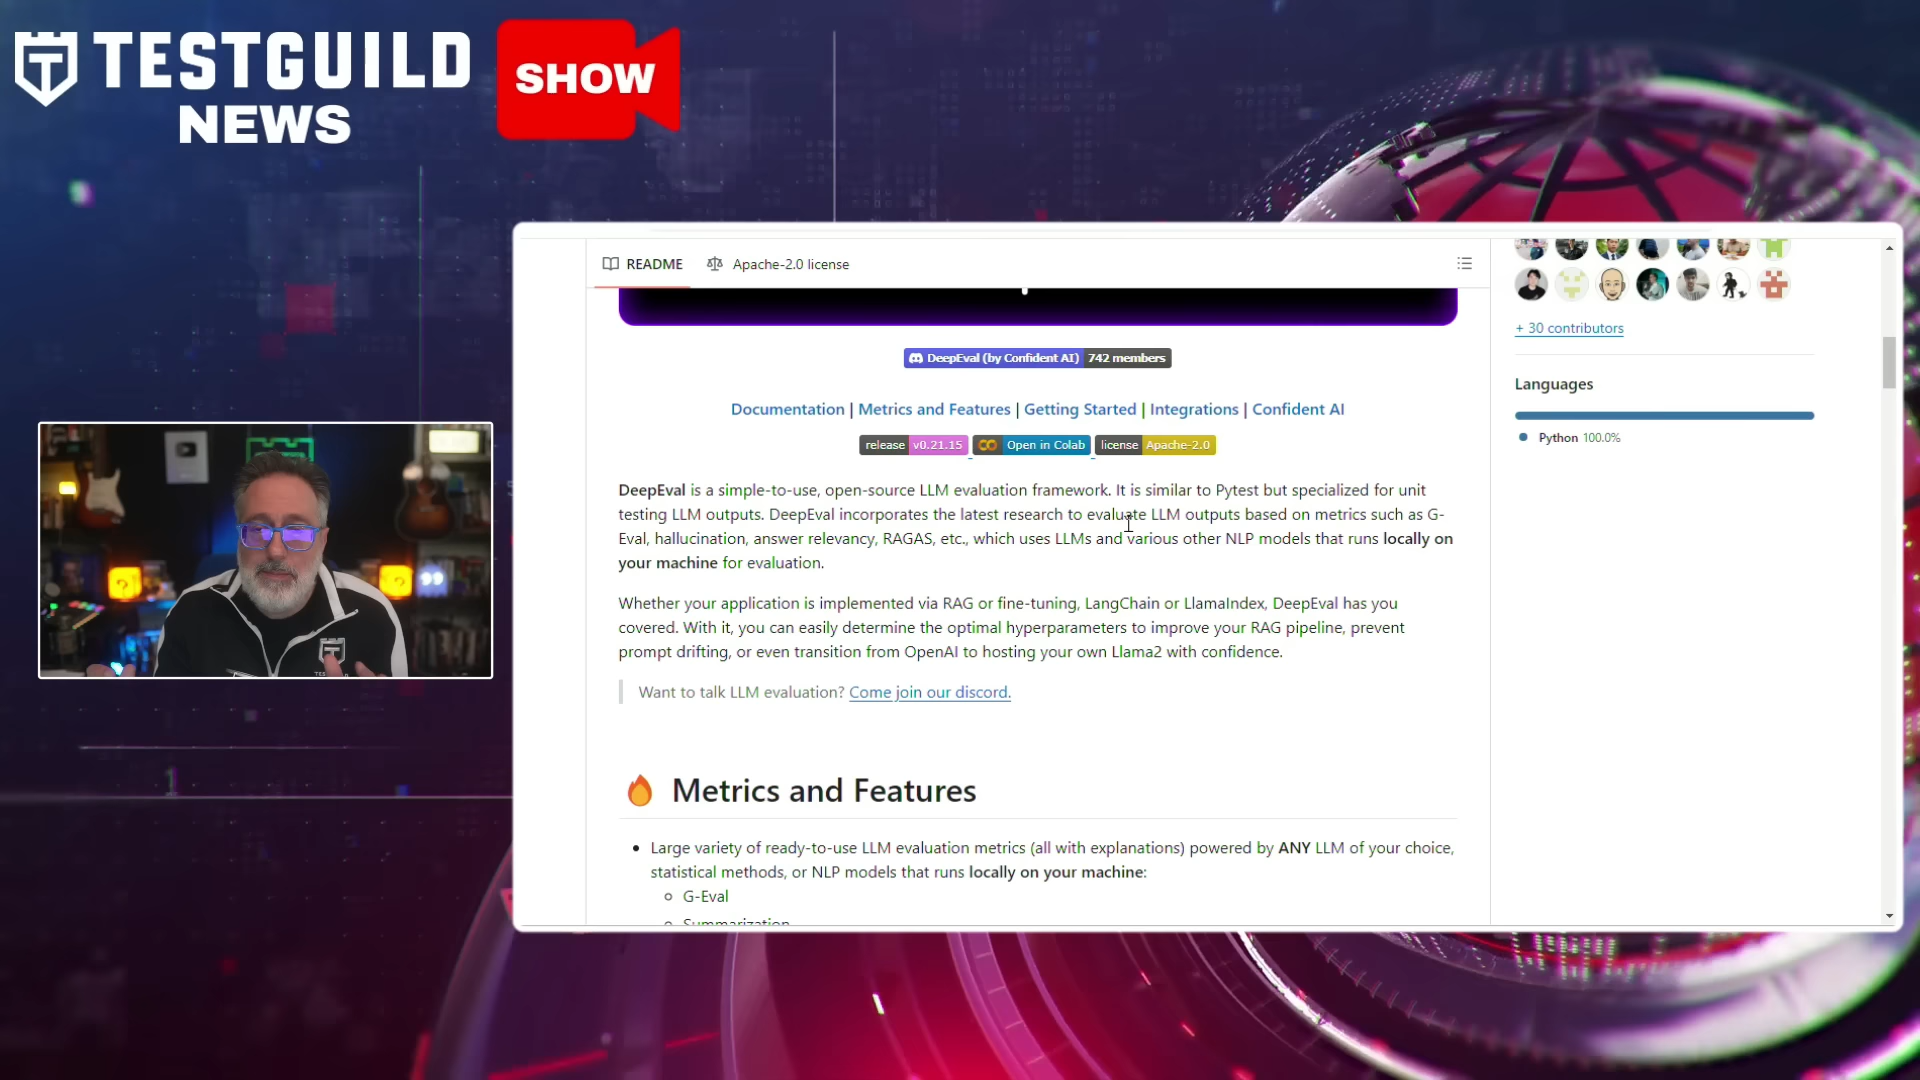 TESTGUILD
NEWS
SHOW
README
Apache-2.0 license
+ 30 contributors
DeepEval (by Confident AI) 742 members
Languages
Documentation | Metrics and Features | Getting Started | Integrations | Confident AI
Python 100.0%
release v0.21.15 Open in Colab license Apache-2.0
DeepEval is a simple-to-use, open-source LLM evaluation framework. It is similar to Pytest but specialized for unit
testing LLM outputs. DeepEval incorporates the latest research to evaluate LLM outputs based on metrics such as G-
Eval, hallucination, answer relevancy, RAGAS, etc., which uses LLMs and various other NLP models that runs locally on
your machine for evaluation.
Whether your application is implemented via RAG or fine-tuning, LangChain or LlamaIndex, DeepEval has you
covered. With it, you can easily determine the optimal hyperparameters to improve your RAG pipeline, prevent
prompt drifting, or even transition from OpenAI to hosting your own Llama2 with confidence.
Want to talk LLM evaluation? Come join our discord.
🔥 Metrics and Features
• Large variety of ready-to-use LLM evaluation metrics (all with explanations) powered by ANY LLM of your choice,
statistical methods, or NLP models that runs locally on your machine:
○ G-Eval
○ Summarization